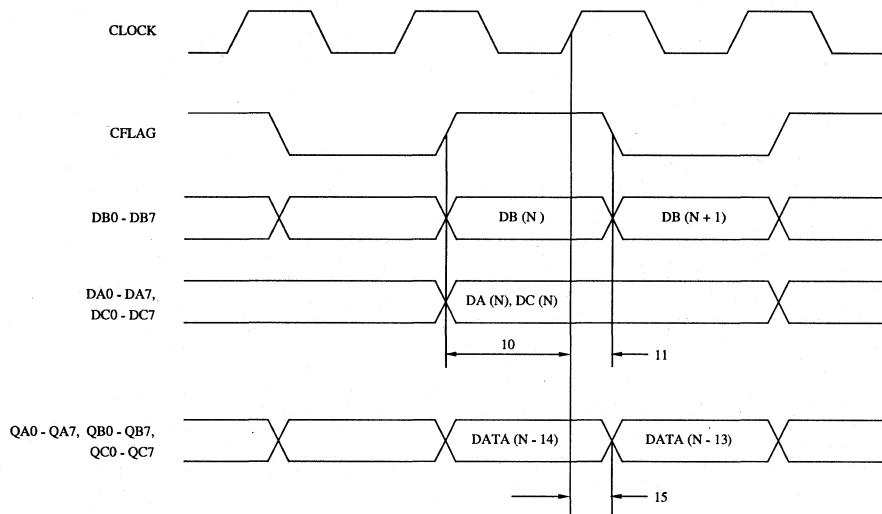 CLOCK
CFLAG
DB0 - DB7
DB (N )
DB (N + 1)
DA0 - DA7,
DC0 - DC7
DA (N), DC (N)
10
11
QA0 - QA7, QB0 - QB7,
QC0 - QC7
DATA (N - 14)
DATA (N - 13)
15